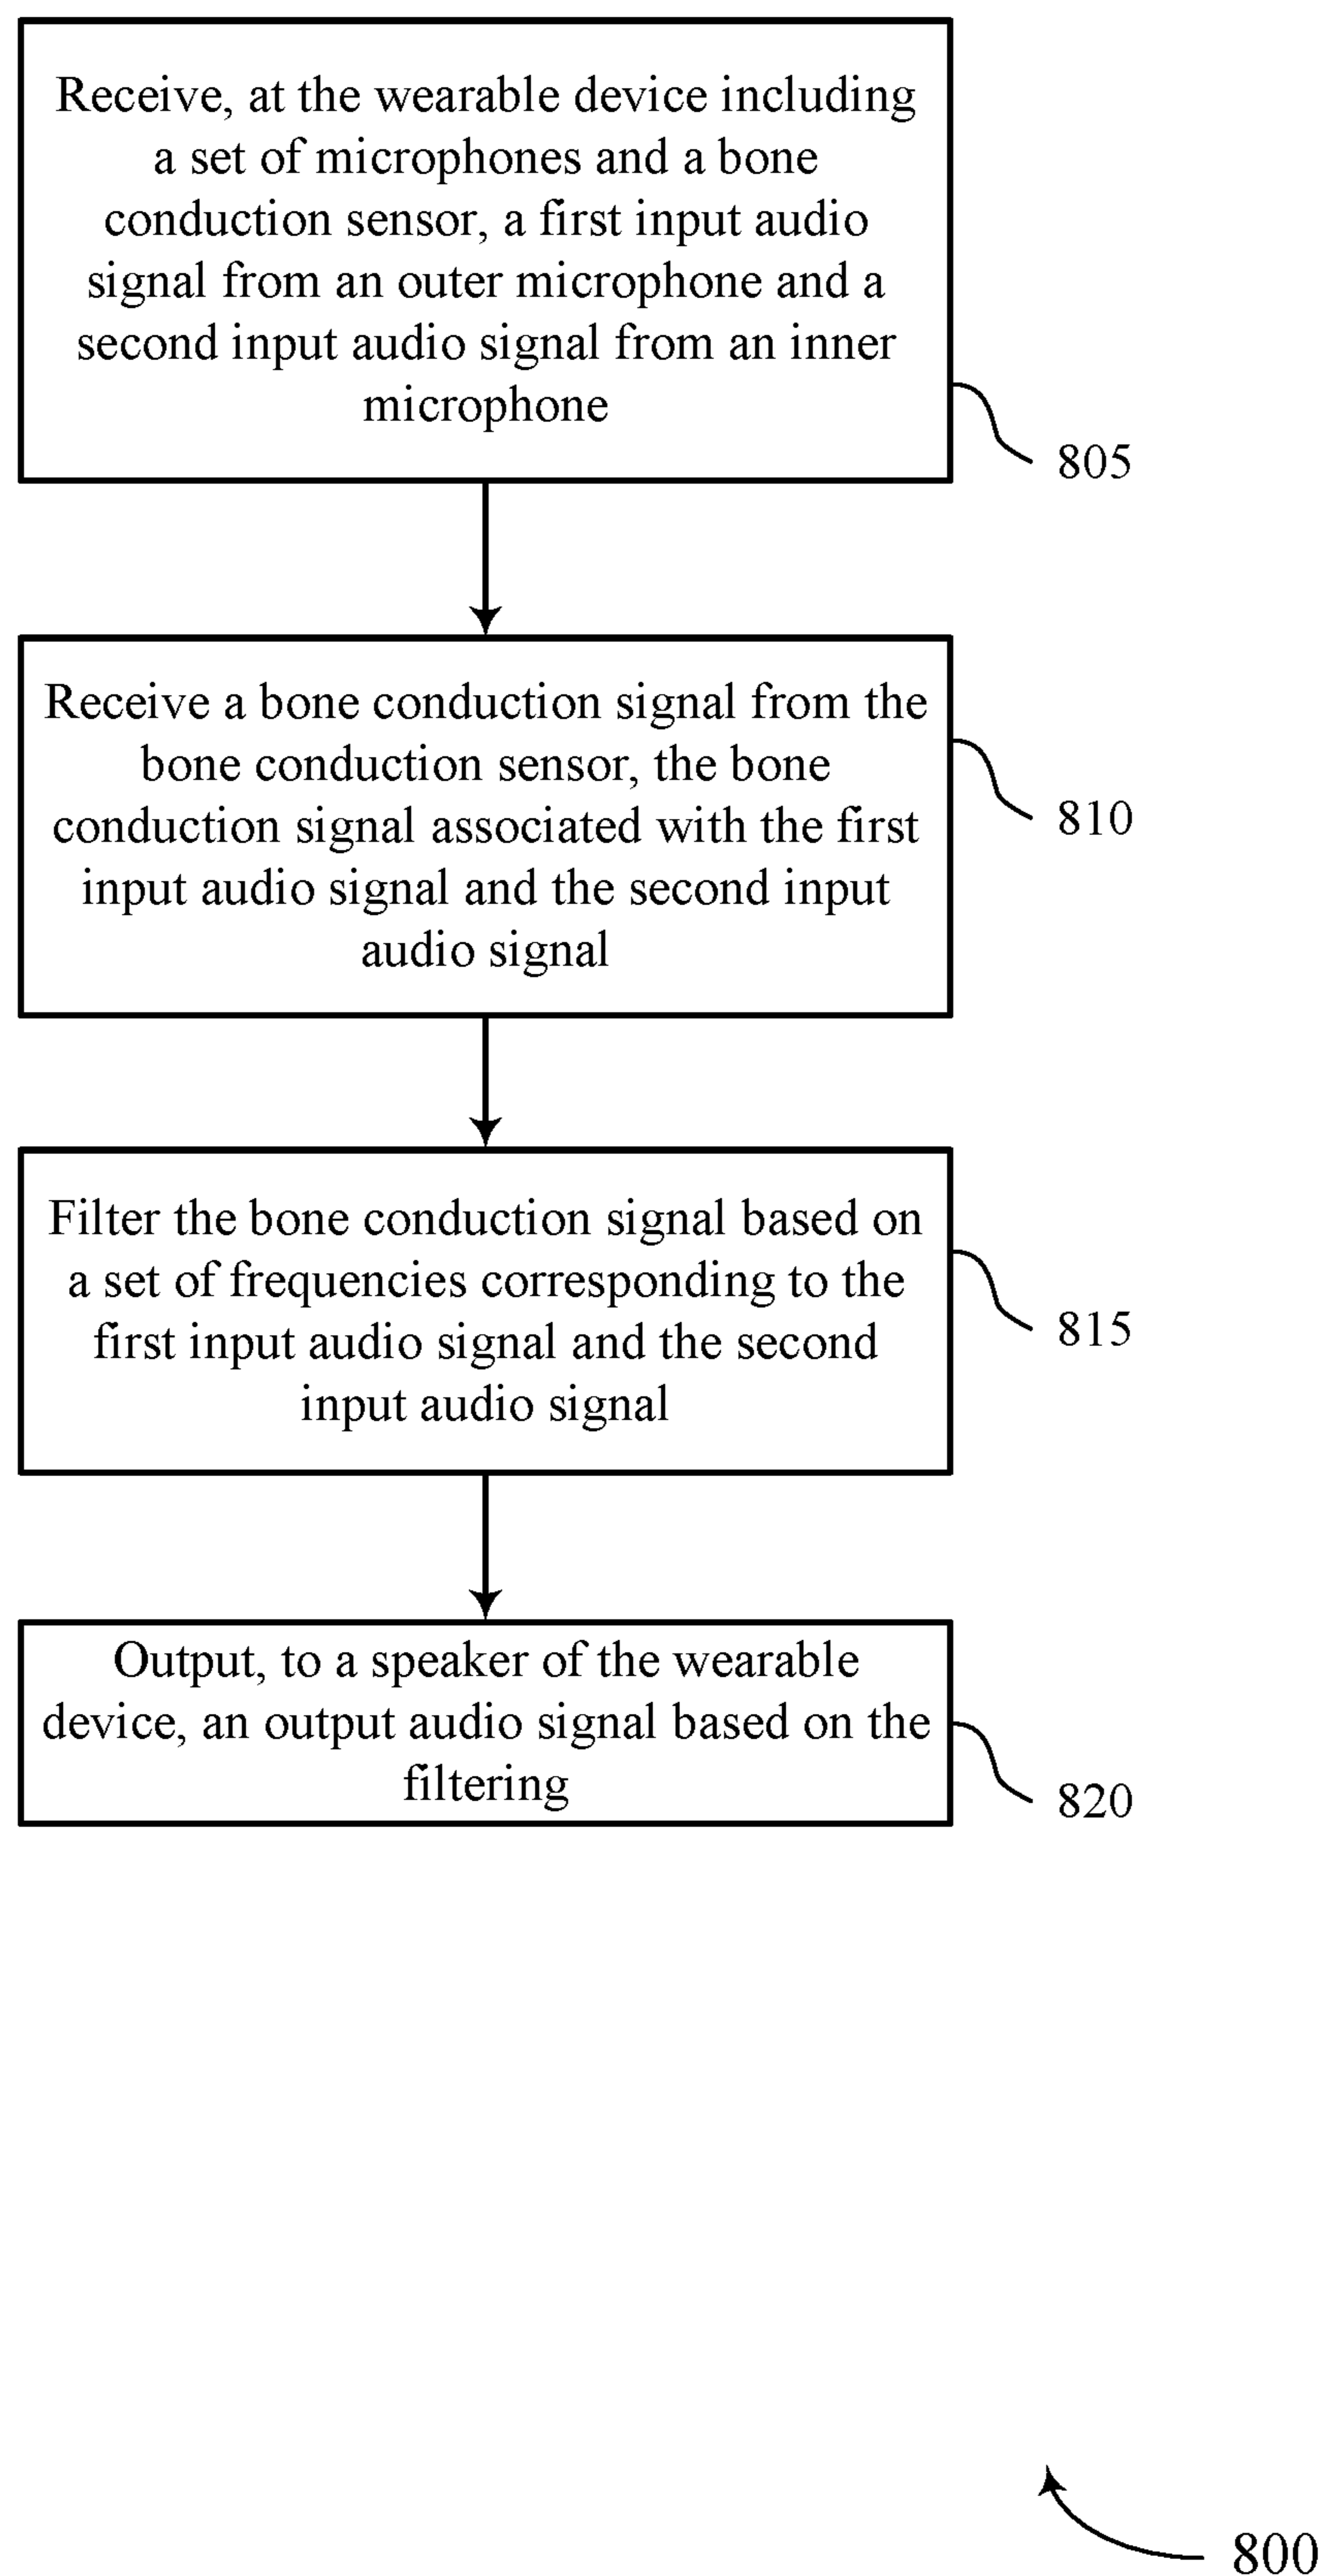 Receive, at the wearable device including
a set of microphones and a bone
conduction sensor, a first input audio
signal from an outer microphone and a
second input audio signal from an inner
microphone
805
Receive a bone conduction signal from the
bone conduction sensor, the bone
conduction signal associated with the first
input audio signal and the second input
audio signal
810
Filter the bone conduction signal based on
a set of frequencies corresponding to the
first input audio signal and the second
input audio signal
815
Output, to a speaker of the wearable
device, an output audio signal based on the
filtering
820
800